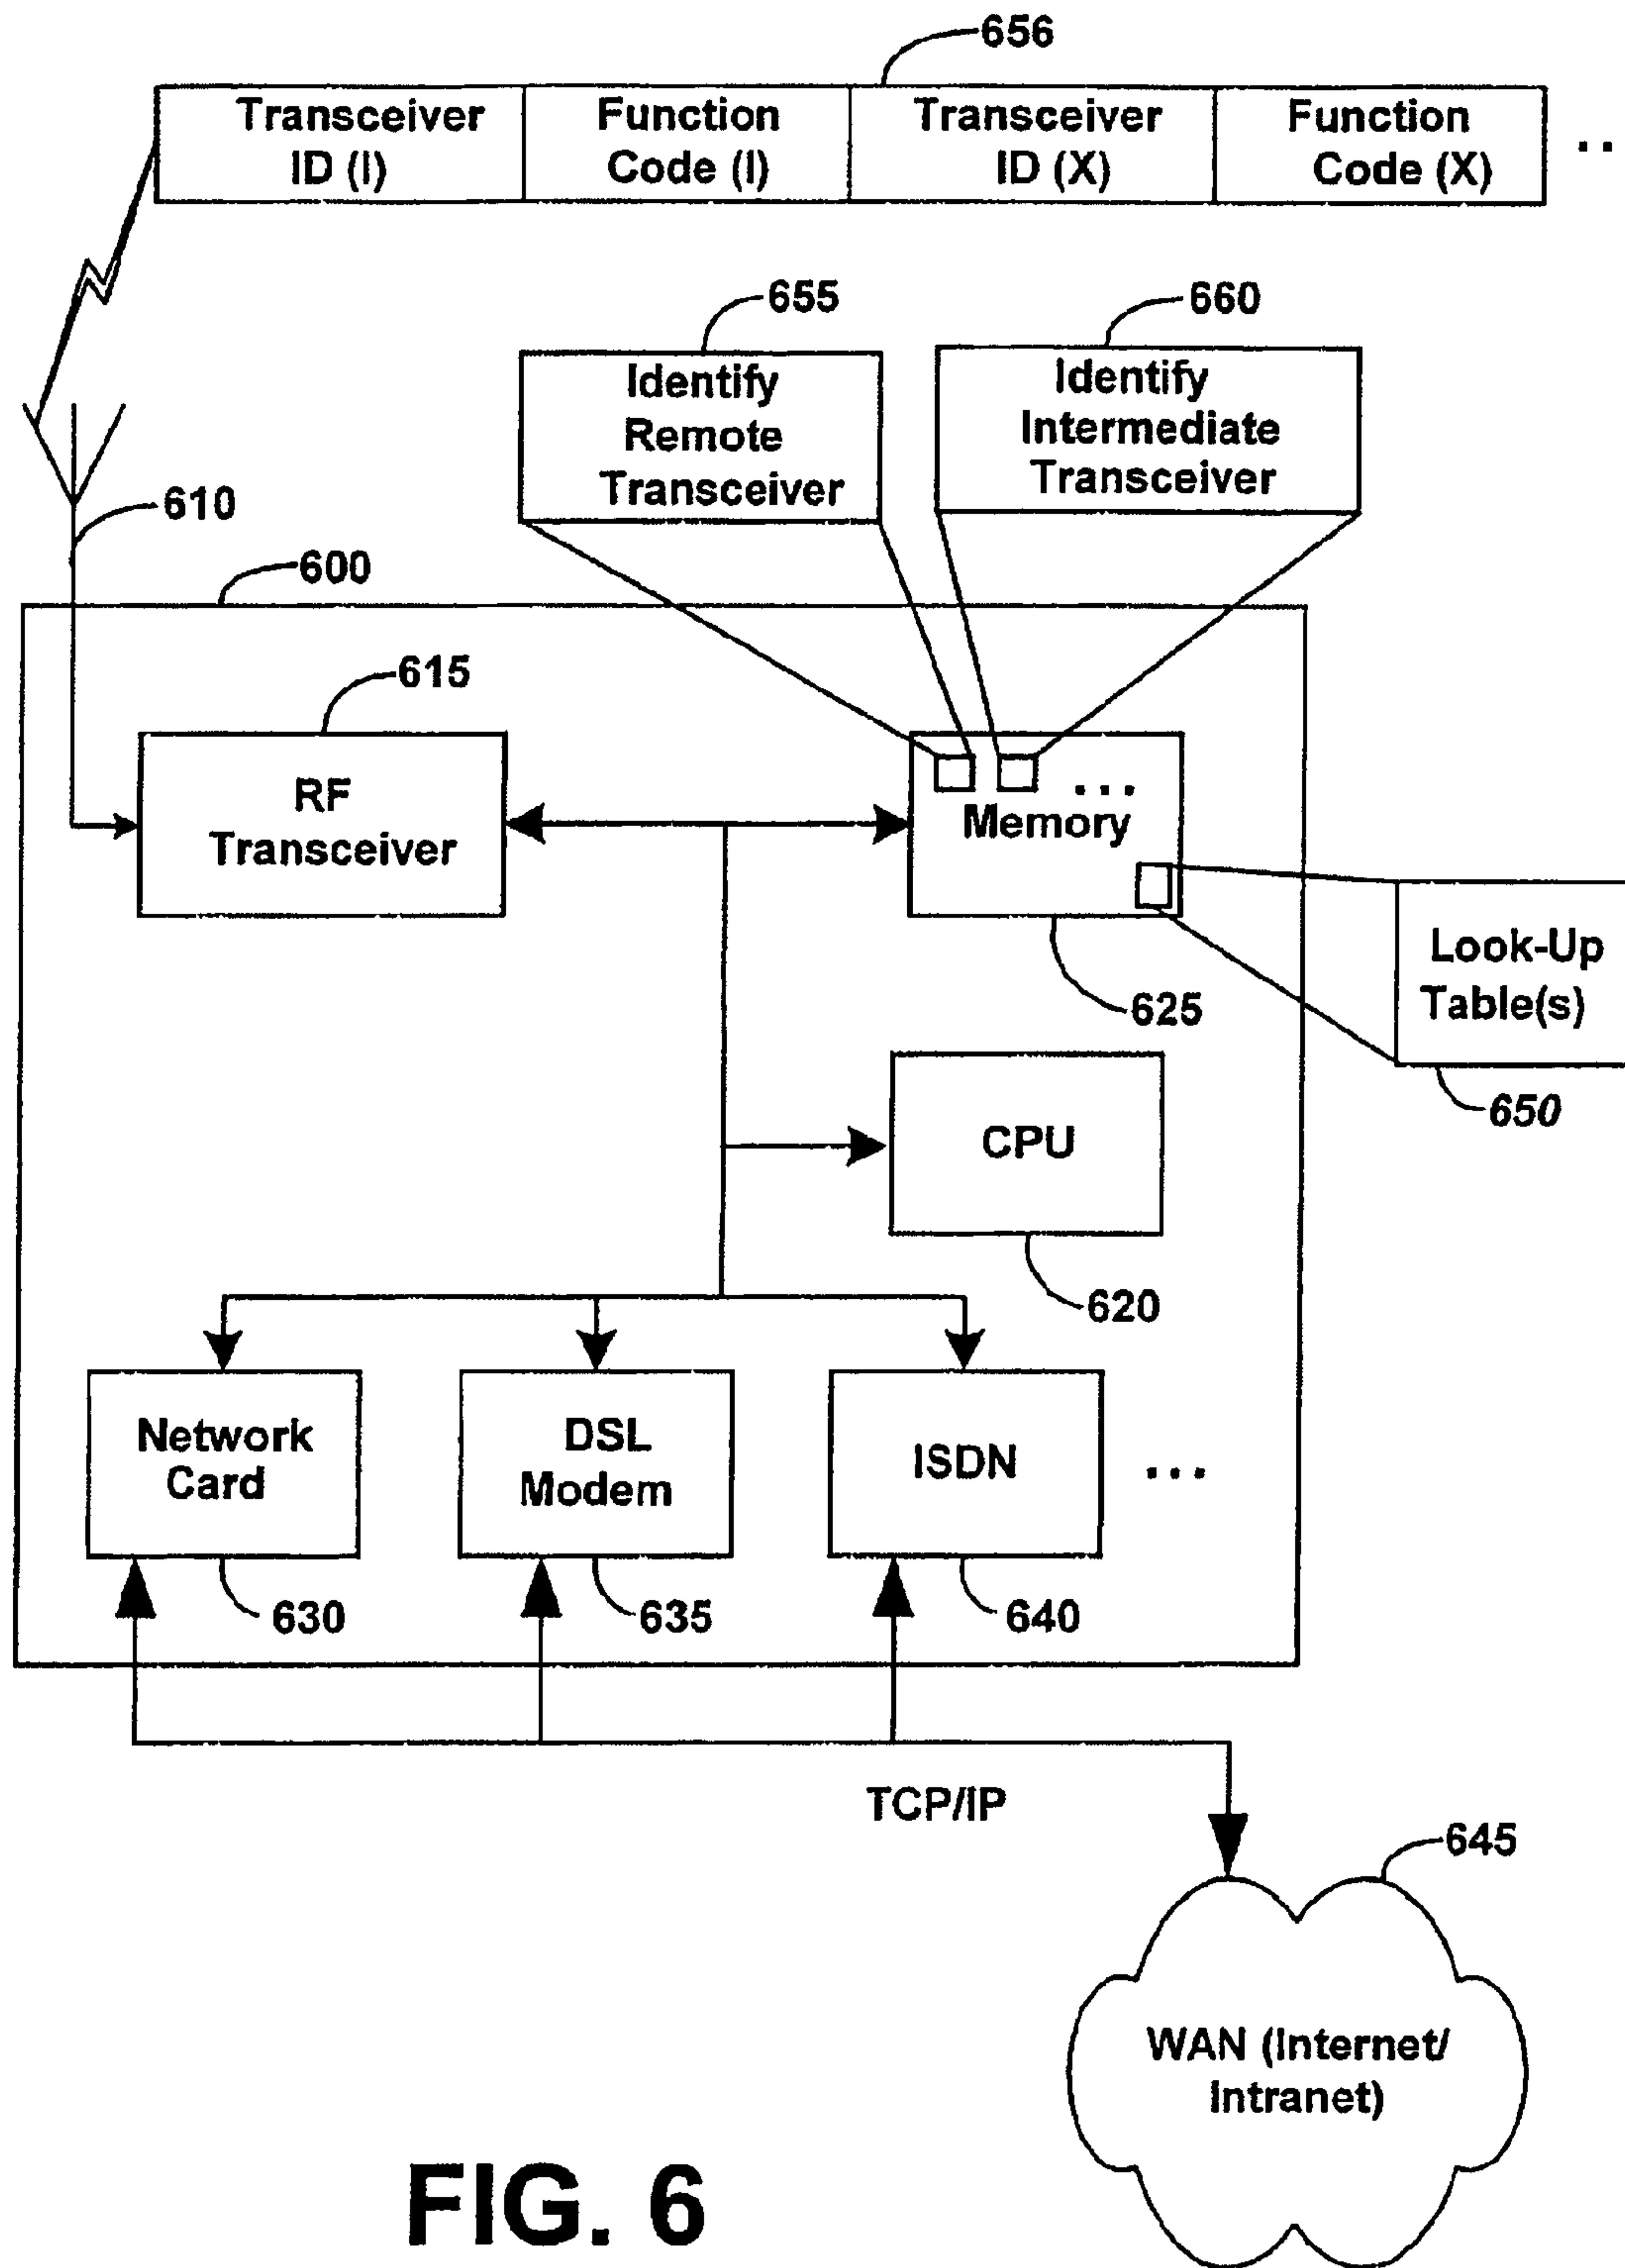 656
Transceiver
ID (I)
Function
Code (I)
Transceiver
ID (X)
Function
Code (X)
..
655
660
Identify
Remote
Transceiver
Identify
Intermediate
Transceiver
610
600
615
RF
Transceiver
...
Memory
625
Look-Up
Table(s)
650
CPU
620
Network
Card
DSL
Modem
ISDN
...
630
635
640
TCP/IP
645
WAN (Internet/
Intranet)
FIG. 6